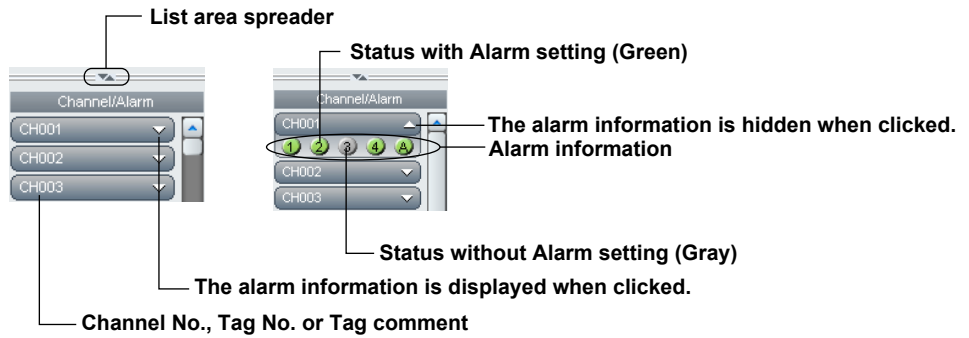 List area spreader
Status with Alarm setting (Green)
Channel/Alarm
CH001
CH002
CH003
Channel/Alarm
CH001
1 2 3 4 A
CH002
CH003
The alarm information is hidden when clicked.
Alarm information
Status without Alarm setting (Gray)
The alarm information is displayed when clicked.
Channel No., Tag No. or Tag comment